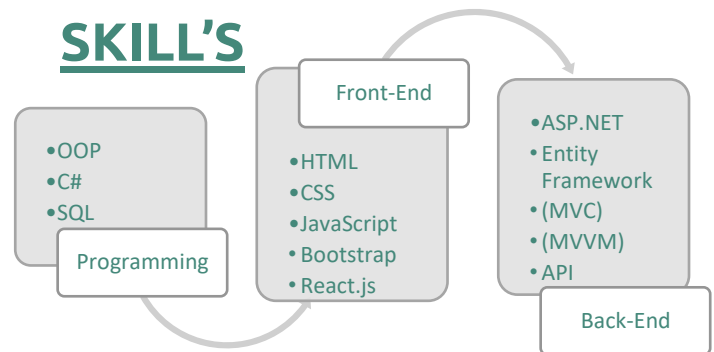 SKILL'S
•OOP
•C#
•SQL
Programming
Front-End
•HTML
•CSS
•JavaScript
•Bootstrap
•React.js
•ASP.NET
•Entity
Framework
•(MVC)
•(MVVM)
•API
Back-End